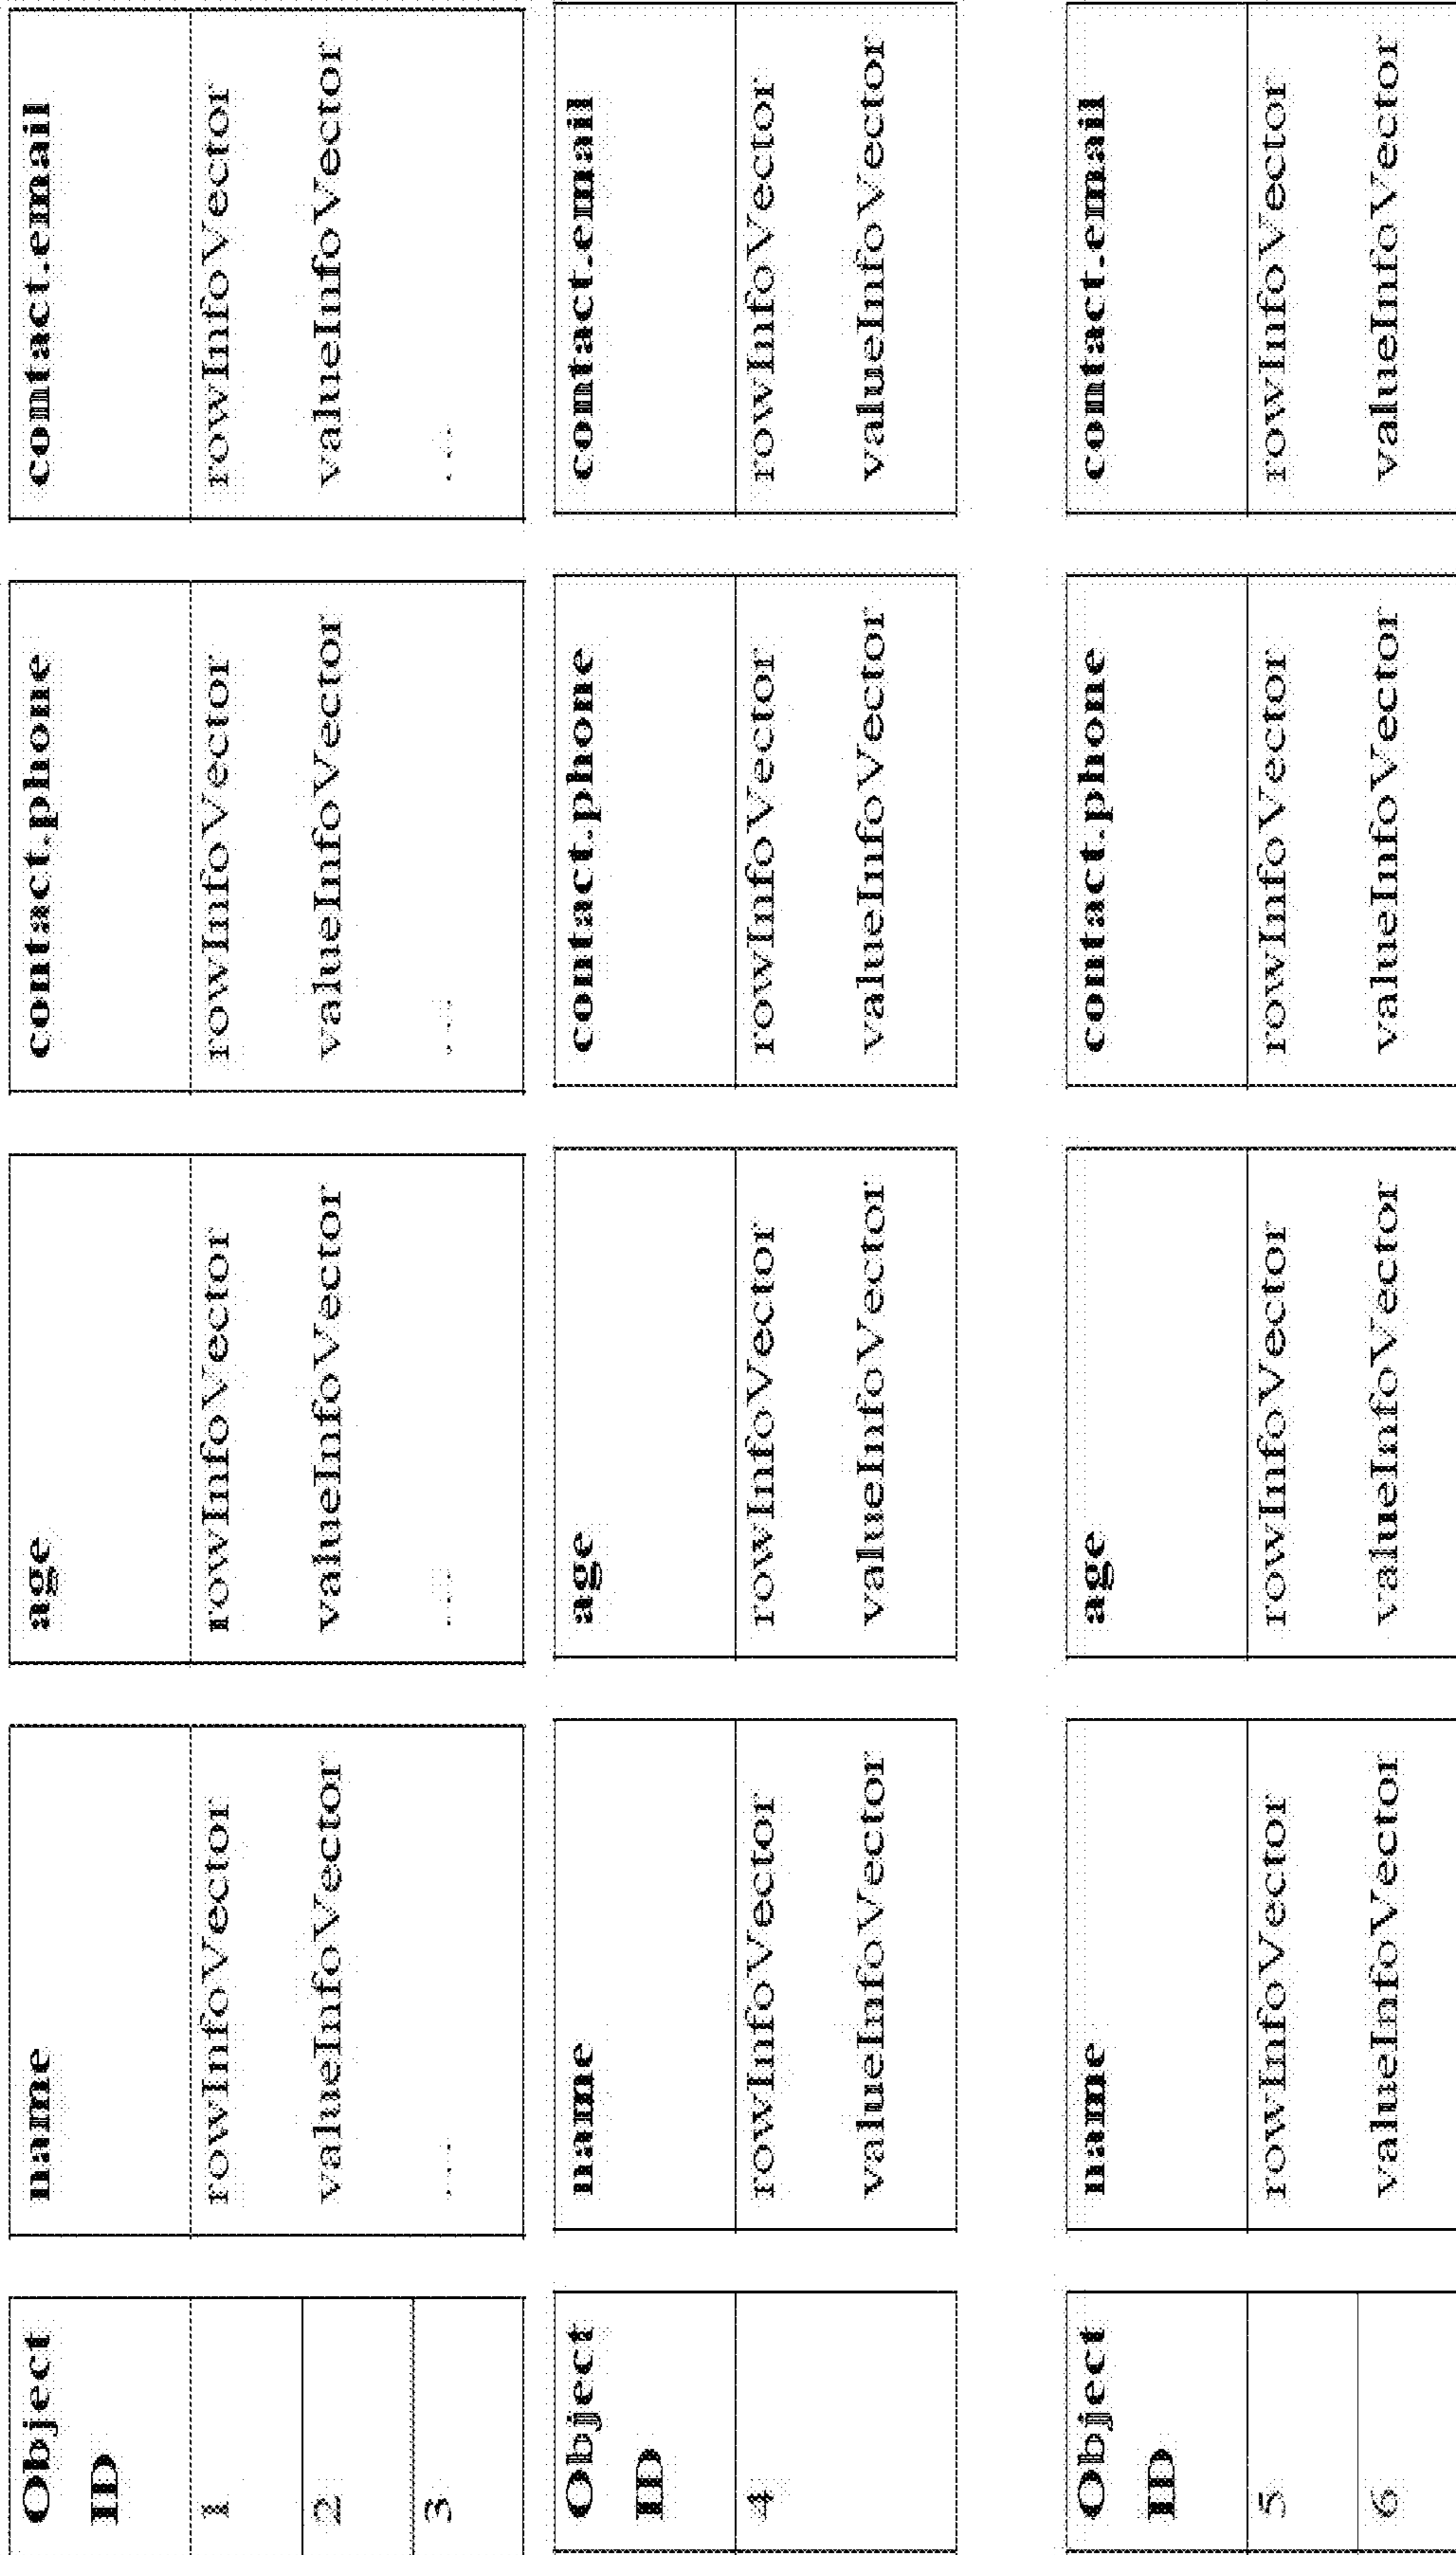 Object name age contact.phone contact.email
ID
1 rowInfoVector rowInfoVector rowInfoVector rowInfoVector
2 valueInfoVector valueInfoVector valueInfoVector valueInfoVector
3 ... ... ... ...
Object name age contact.phone contact.email
ID
4 rowInfoVector rowInfoVector rowInfoVector rowInfoVector
valueInfoVector valueInfoVector valueInfoVector valueInfoVector
Object name age contact.phone contact.email
ID
5 rowInfoVector rowInfoVector rowInfoVector rowInfoVector
6 valueInfoVector valueInfoVector valueInfoVector valueInfoVector